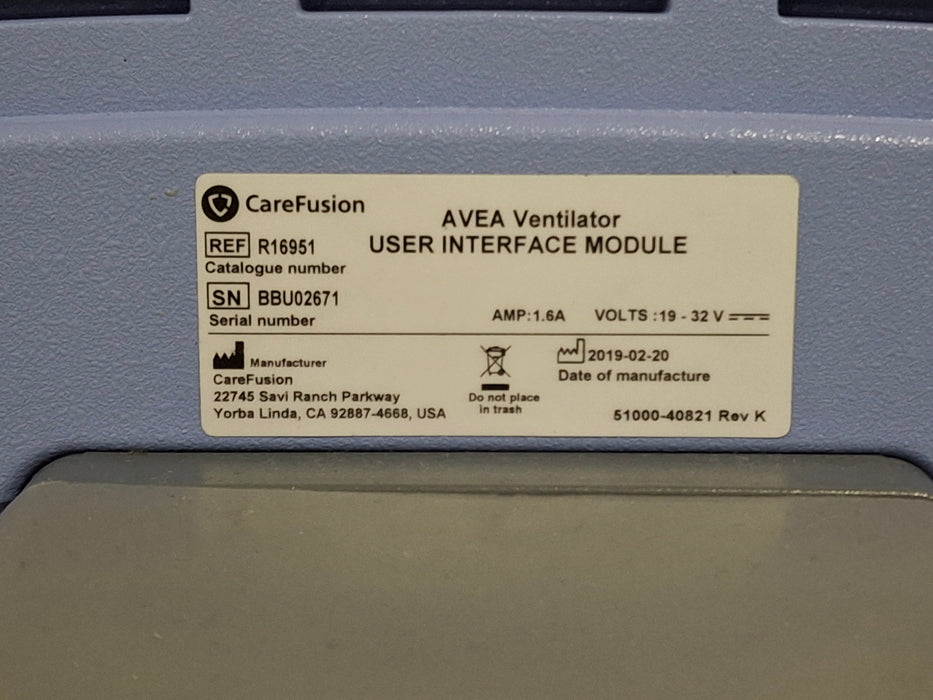 CareFusion
AVEA Ventilator
USER INTERFACE MODULE
REF R16951
Catalogue number
SN BBU02671
Serial number
AMP:1.6A VOLTS :19 - 32 V
Manufacturer
CareFusion
22745 Savi Ranch Parkway
Yorba Linda, CA 92887-4668, USA
Do not place
in trash
2019-02-20
Date of manufacture
51000-40821 Rev K